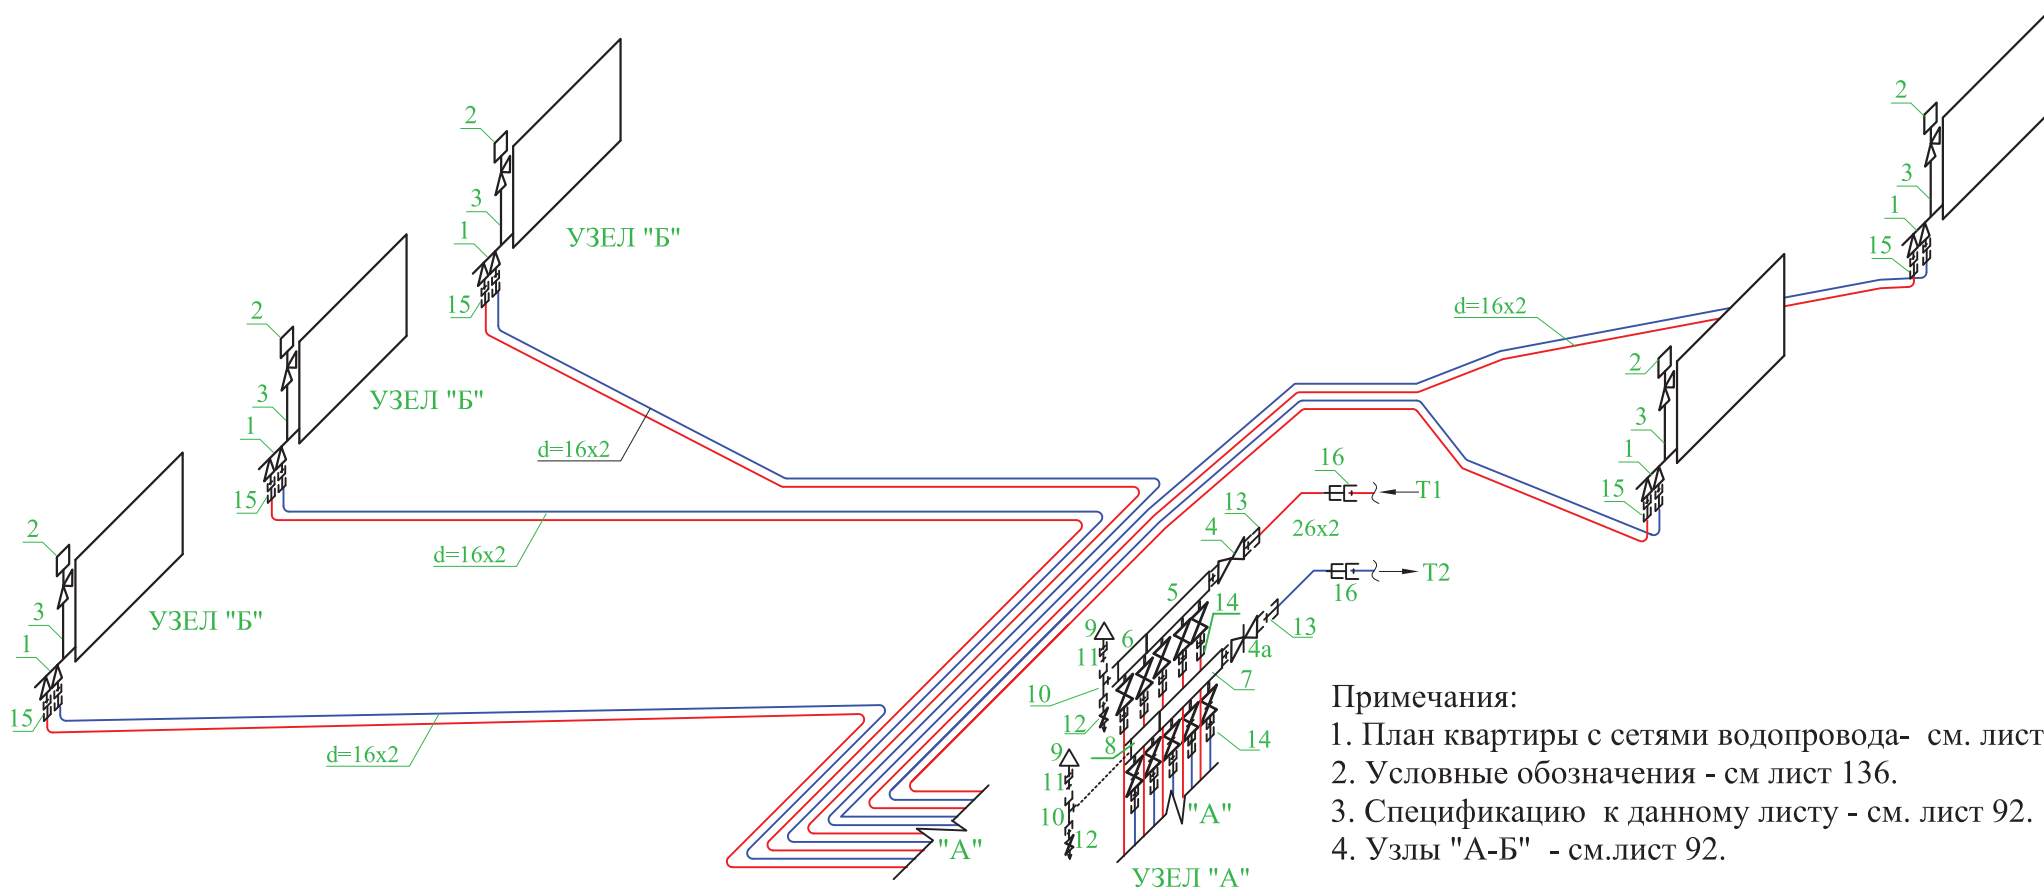 2
3
1
15
УЗЕЛ "Б"
2
3
1
15
УЗЕЛ "Б"
2
3
1
15
УЗЕЛ "Б"
d=16x2
d=16x2
d=16x2
d=16x2
2
3
1
15
2
3
1
15
16
T1
13
4
26x2
T2
16
5
14
13
4a
9
6
11
10
12
7
8
14
9
11
10
12
"А"
"А"
УЗЕЛ "А"
Примечания:
1. План квартиры с сетями водопровода- см. лист
2. Условные обозначения - см лист 136.
3. Спецификацию к данному листу - см. лист 92.
4. Узлы "А-Б" - см.лист 92.